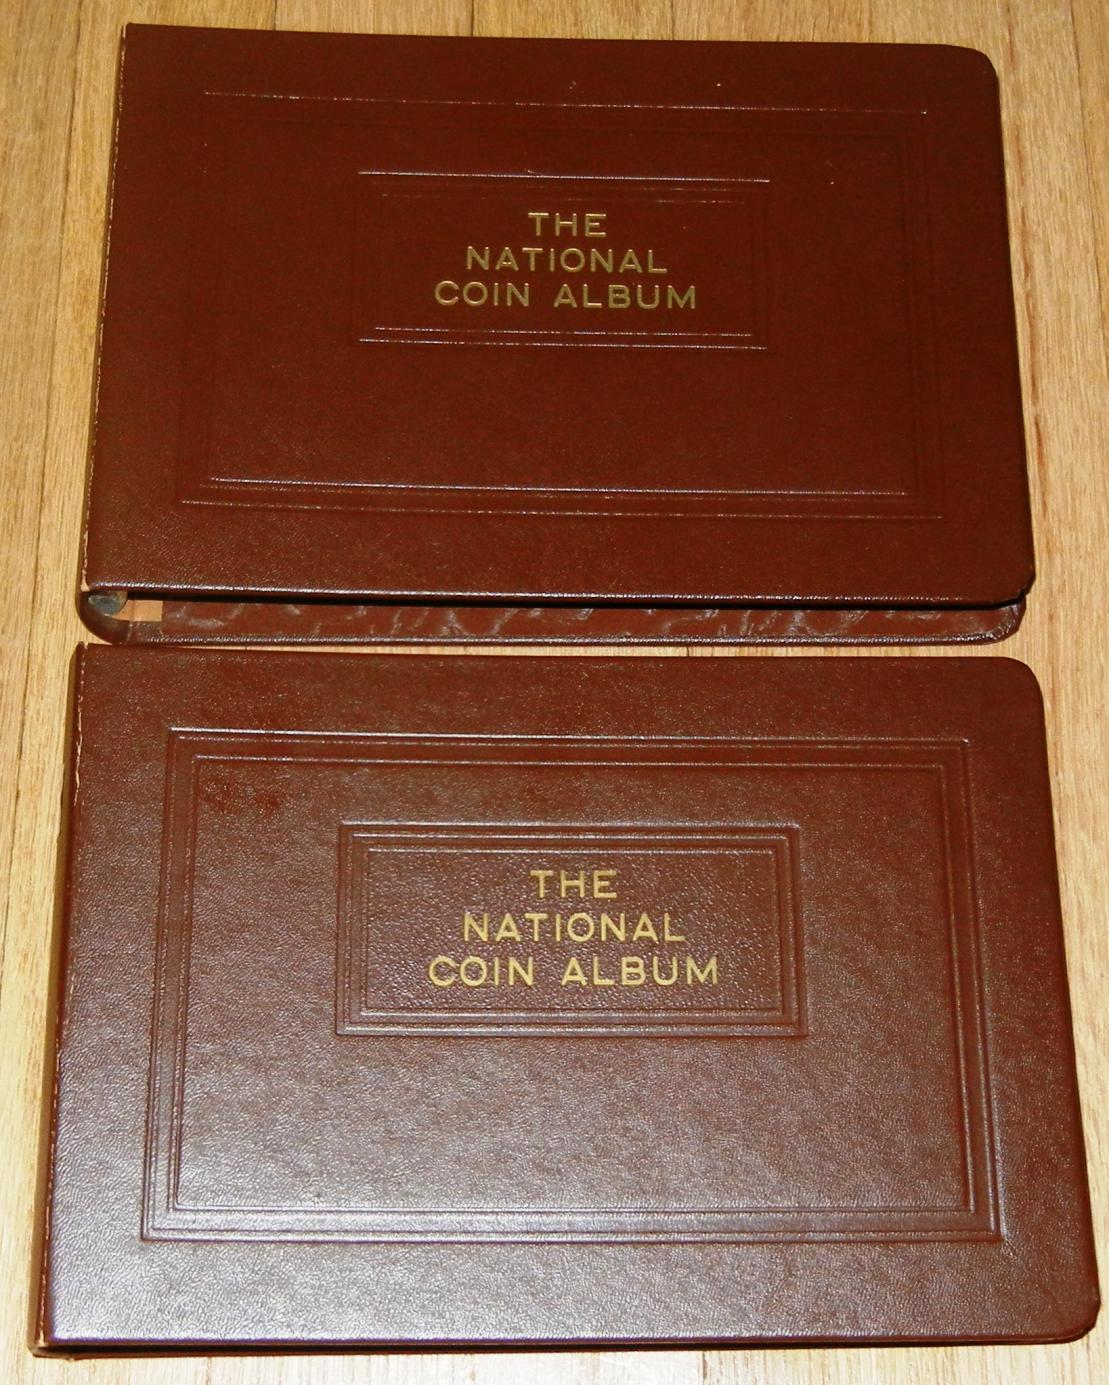 THE
NATIONAL
COIN ALBUM
THE
NATIONAL
COIN ALBUM